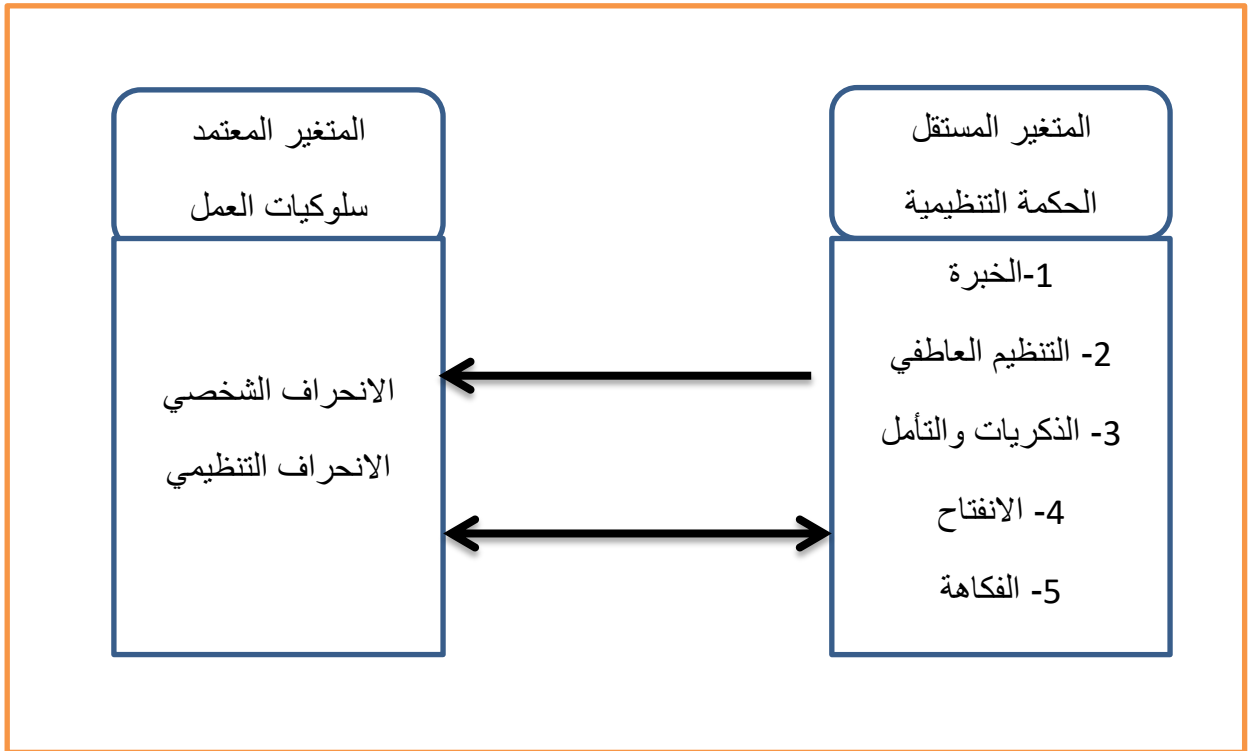 المتغير المستقل
الحكمة التنظيمية
1-الخبرة
2- التنظيم العاطفي
3- الذكريات والتأمل
4- الانفتاح
5- الفكاهة
المتغير المعتمد
سلوكيات العمل
الانحراف الشخصي
الانحراف التنظيمي